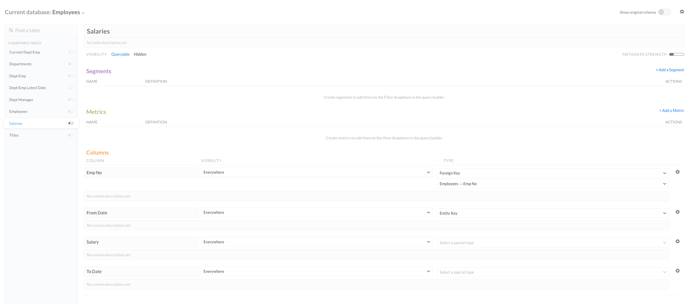 Current database: Employees
Show original schema
Find a table
Current Dept Emp
Departments
Dept Emp
Dept Emp Latest Date
Dept Manager
Employees
Salaries
Titles
Salaries
No table description yet
VISIBILITY Queryable Hidden
METADATA STRENGTH
Segments
+ Add a Segment
NAME DEFINITION ACTIONS
Create segments to add them to the Filter dropdown in the query builder
Metrics
+ Add a Metric
NAME DEFINITION ACTIONS
Create metrics to add them to the View dropdown in the query builder
Columns
COLUMN VISIBILITY TYPE
Emp No Everywhere Foreign Key
Employees → Emp No
No column description yet
From Date Everywhere Entity Key
No column description yet
Salary Everywhere Select a special type
No column description yet
To Date Everywhere Select a special type
No column description yet